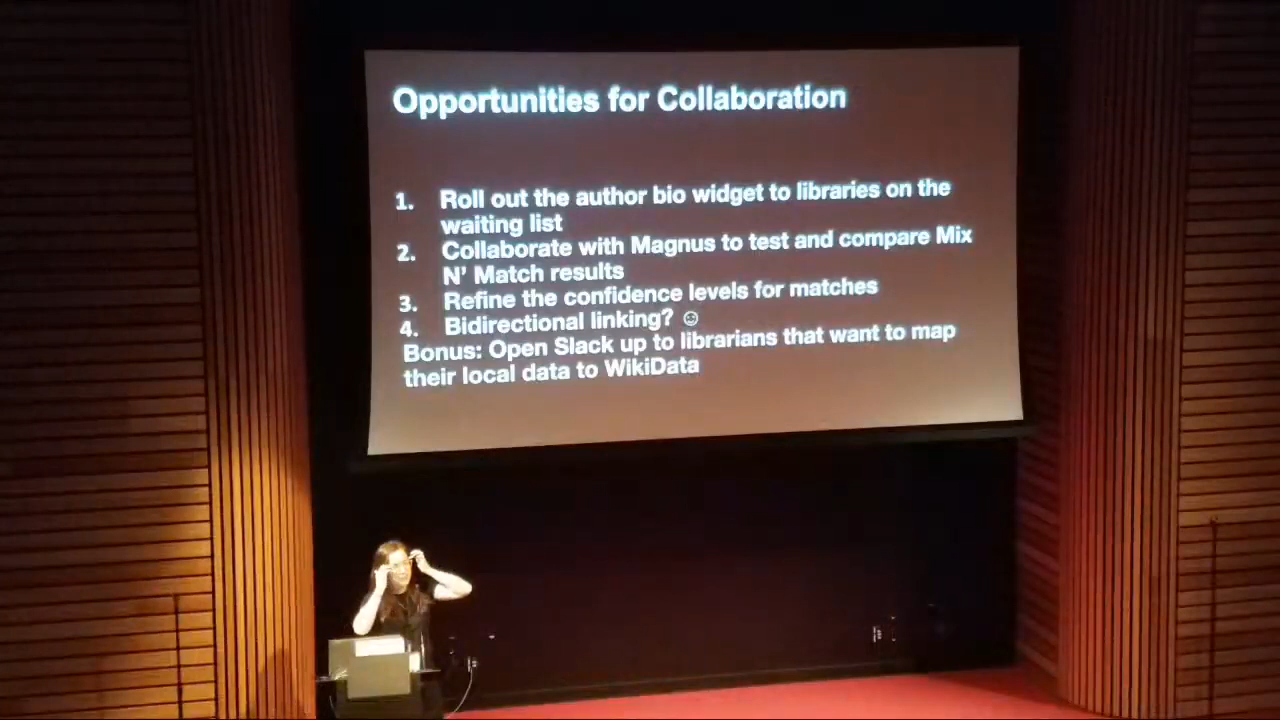 Opportunities for Collaboration
1. Roll out the author bio widget to libraries on the
waiting list
2. Collaborate with Magnus to test and compare Mix
N’ Match results
3. Refine the confidence levels for matches
4. Bidirectional linking? ☺
Bonus: Open Slack up to librarians that want to map
their local data to WikiData